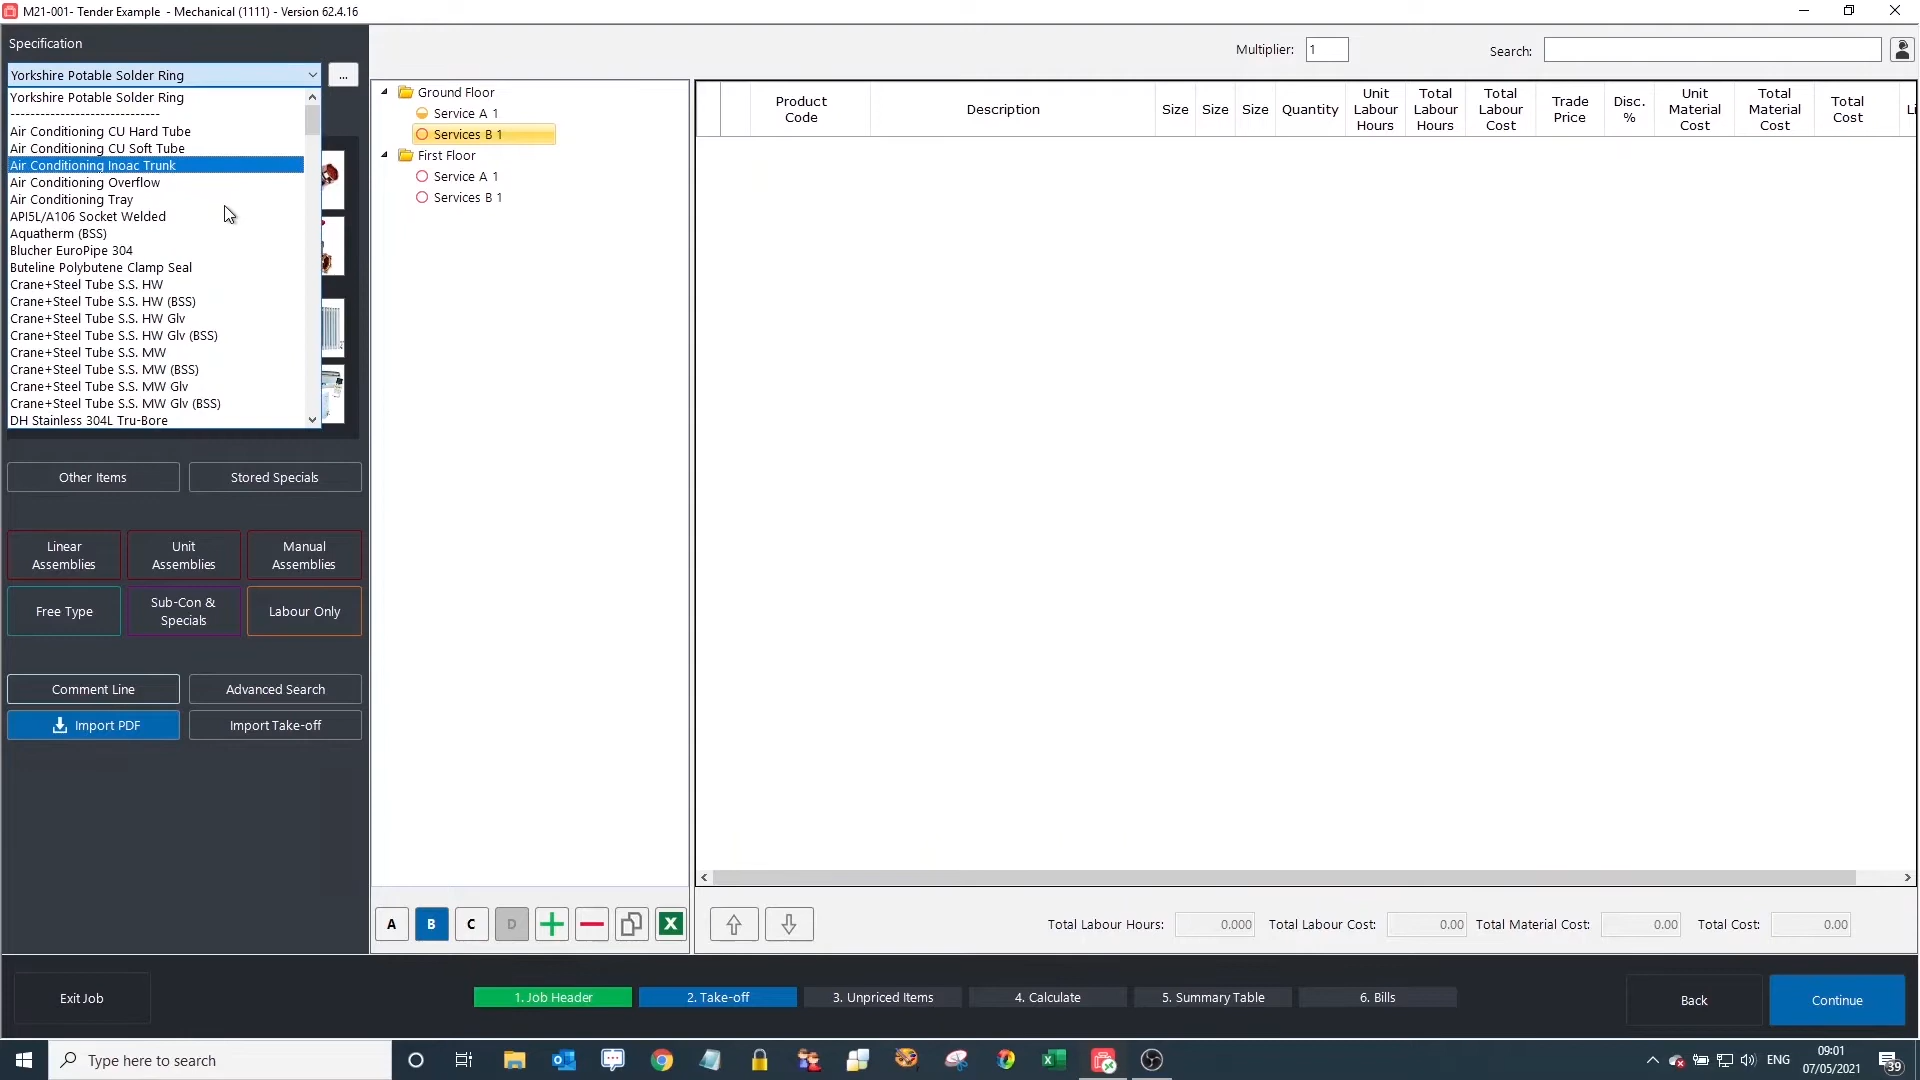 M21-001- Tender Example - Mechanical (1111) - Version 62.4.16
Specification
Yorkshire Potable Solder Ring
...
Yorkshire Potable Solder Ring
------------------------------
Air Conditioning CU Hard Tube
Air Conditioning CU Soft Tube
Air Conditioning Inoac Trunk
Air Conditioning Overflow
Air Conditioning Tray
API5L/A106 Socket Welded
Aquatherm (BSS)
Blucher EuroPipe 304
Buteline Polybutene Clamp Seal
Crane+Steel Tube S.S. HW
Crane+Steel Tube S.S. HW (BSS)
Crane+Steel Tube S.S. HW Glv
Crane+Steel Tube S.S. HW Glv (BSS)
Crane+Steel Tube S.S. MW
Crane+Steel Tube S.S. MW (BSS)
Crane+Steel Tube S.S. MW Glv
Crane+Steel Tube S.S. MW Glv (BSS)
DH Stainless 304L Tru-Bore
Other Items
Stored Specials
Linear
Assemblies
Unit
Assemblies
Manual
Assemblies
Free Type
Sub-Con &
Specials
Labour Only
Comment Line
Advanced Search
Import PDF
Import Take-off
Ground Floor
Service A 1
Services B 1
First Floor
Service A 1
Services B 1
A
B
C
D
Multiplier: 1
Search:
Product
Code
Description
Size
Size
Size
Quantity
Unit
Labour
Hours
Total
Labour
Hours
Total
Labour
Cost
Trade
Price
Disc.
%
Unit
Material
Cost
Total
Material
Cost
Total
Cost
Li
Total Labour Hours: 0.000
Total Labour Cost: 0.00
Total Material Cost: 0.00
Total Cost: 0.00
Exit Job
1. Job Header
2. Take-off
3. Unpriced Items
4. Calculate
5. Summary Table
6. Bills
Back
Continue
Type here to search
ENG
09:01
07/05/2021
39